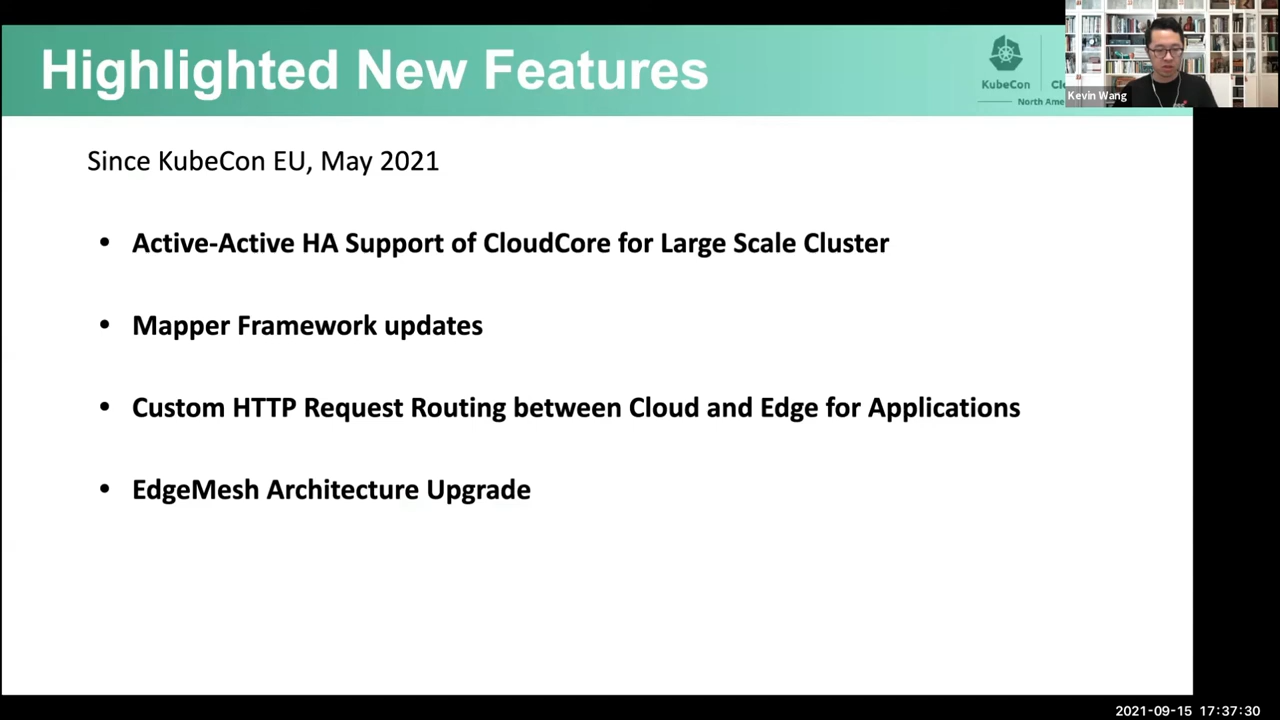 Highlighted New Features
KubeCon
North Ame
Kevin Wang
Since KubeCon EU, May 2021
• Active-Active HA Support of CloudCore for Large Scale Cluster
• Mapper Framework updates
• Custom HTTP Request Routing between Cloud and Edge for Applications
• EdgeMesh Architecture Upgrade
2021-09-15 17:37:30